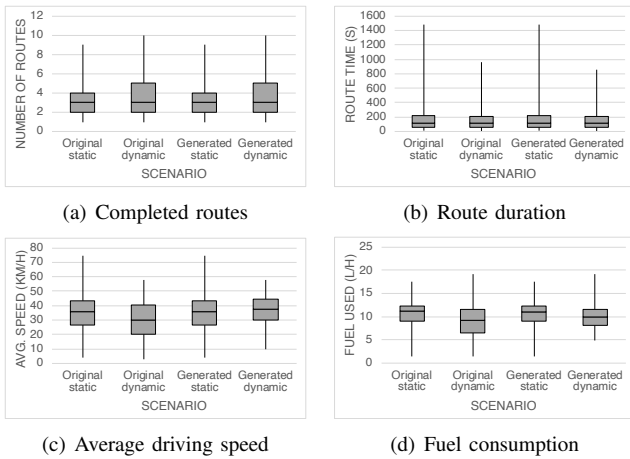 NUMBER OF ROUTES
12
10
8
6
4
2
0
Original static
Original dynamic
Generated static
Generated dynamic
SCENARIO
(a) Completed routes
ROUTE TIME (S)
1600
1400
1200
1000
800
600
400
200
0
Original static
Original dynamic
Generated static
Generated dynamic
SCENARIO
(b) Route duration
AVG. SPEED (KM/H)
80
70
60
50
40
30
20
10
0
Original static
Original dynamic
Generated static
Generated dynamic
SCENARIO
(c) Average driving speed
FUEL USED (L/H)
25
20
15
10
5
0
Original static
Original dynamic
Generated static
Generated dynamic
SCENARIO
(d) Fuel consumption